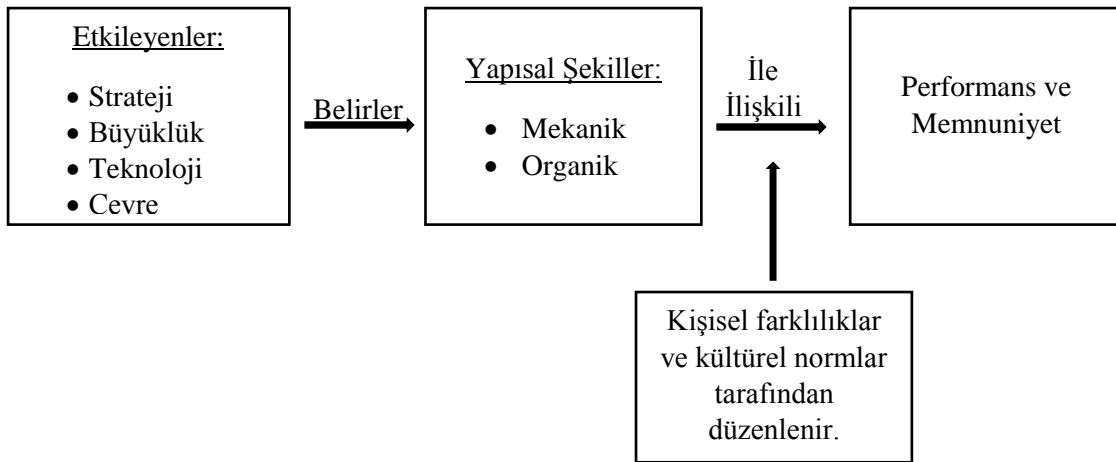 Etkileyenler:
• Strateji
• Büyüklük
• Teknoloji
• Cevre
Belirler
Yapısal Şekiller:
• Mekanik
• Organik
İle
İlişkili
Performans ve
Memnuniyet
Kişisel farklılıklar
ve kültürel normlar
tarafından
düzenlenir.